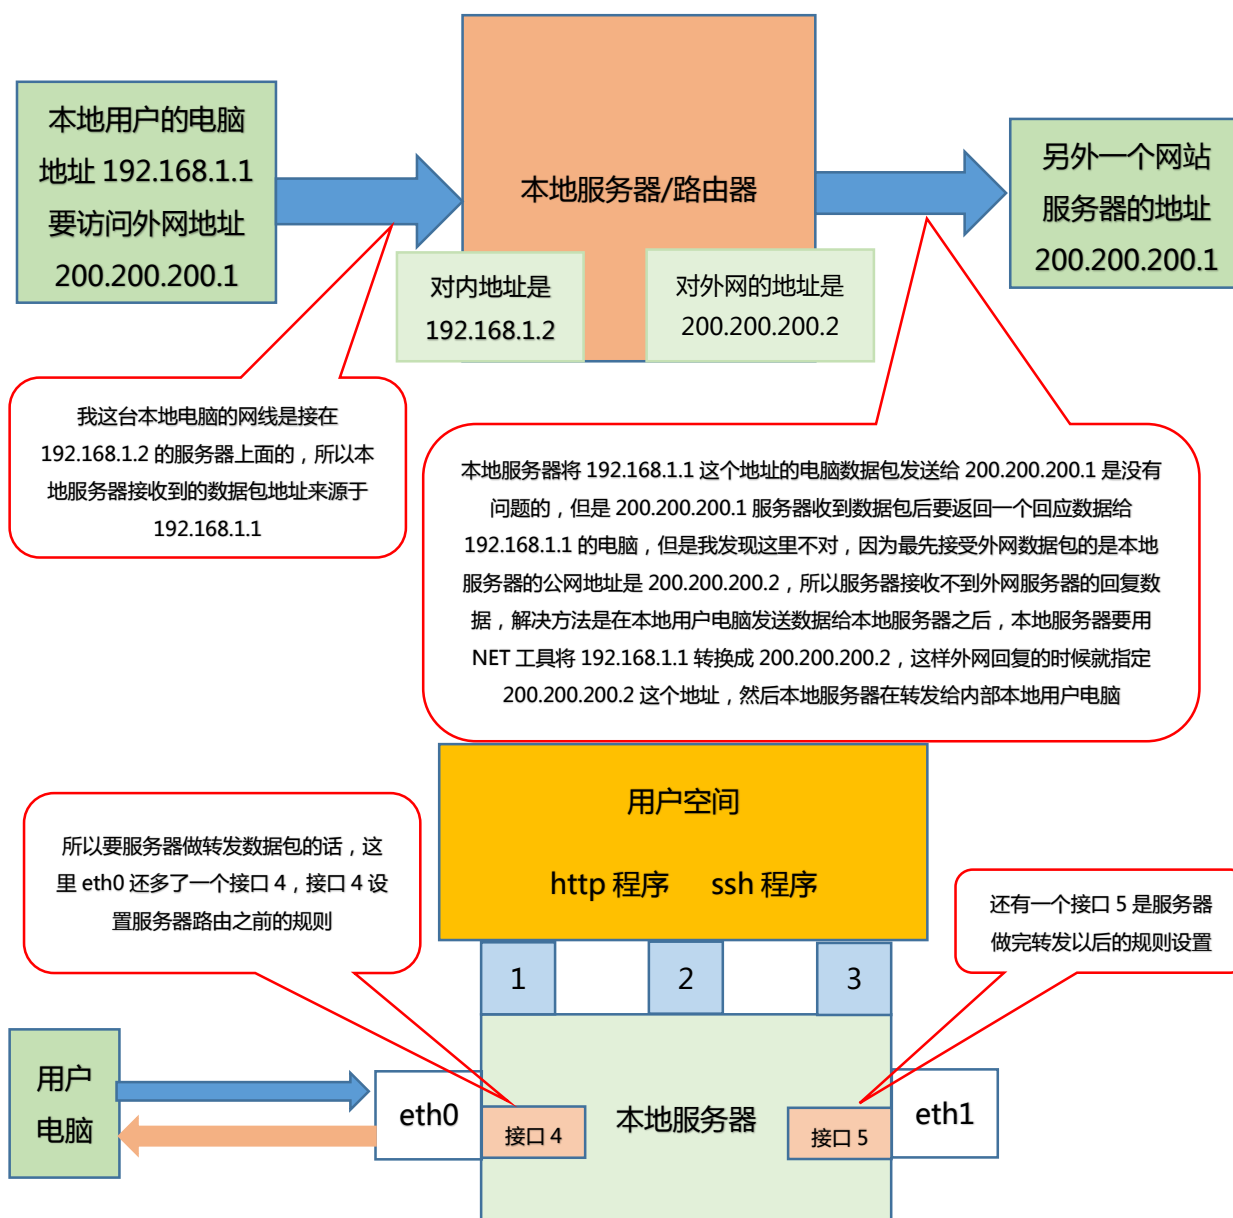 本地用户的电脑
地址 192.168.1.1
要访问外网地址
200.200.200.1
本地服务器/路由器
另外一个网站
服务器的地址
200.200.200.1
对内地址是
192.168.1.2
对外网的地址是
200.200.200.2
我这台本地电脑的网线是接在
192.168.1.2 的服务器上面的，所以本
地服务器接收到的数据包地址来源于
192.168.1.1
本地服务器将 192.168.1.1 这个地址的电脑数据包发送给 200.200.200.1 是没有
问题的，但是 200.200.200.1 服务器收到数据包后要返回一个回应数据给
192.168.1.1 的电脑，但是我发现这里不对，因为最先接受外网数据包的是本地
服务器的公网地址是 200.200.200.2，所以服务器接收不到外网服务器的回复数
据，解决方法是在本地用户电脑发送数据给本地服务器之后，本地服务器要用
NET 工具将 192.168.1.1 转换成 200.200.200.2，这样外网回复的时候就指定
200.200.200.2 这个地址，然后本地服务器在转发给内部本地用户电脑
用户空间
http 程序 ssh 程序
所以要服务器做转发数据包的话，这
里 eth0 还多了一个接口 4，接口 4 设
置服务器路由之前的规则
还有一个接口 5 是服务器
做完转发以后的规则设置
1
2
3
用户
电脑
eth0
接口 4
本地服务器
接口 5
eth1